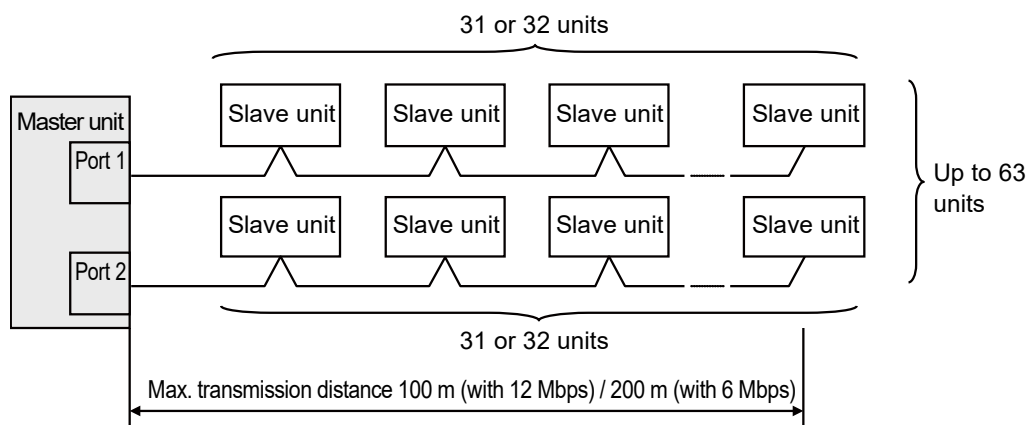 31 or 32 units
Master unit
Port 1
Slave unit
Slave unit
Slave unit
Slave unit
Up to 63
units
Port 2
Slave unit
Slave unit
Slave unit
Slave unit
31 or 32 units
Max. transmission distance 100 m (with 12 Mbps) / 200 m (with 6 Mbps)